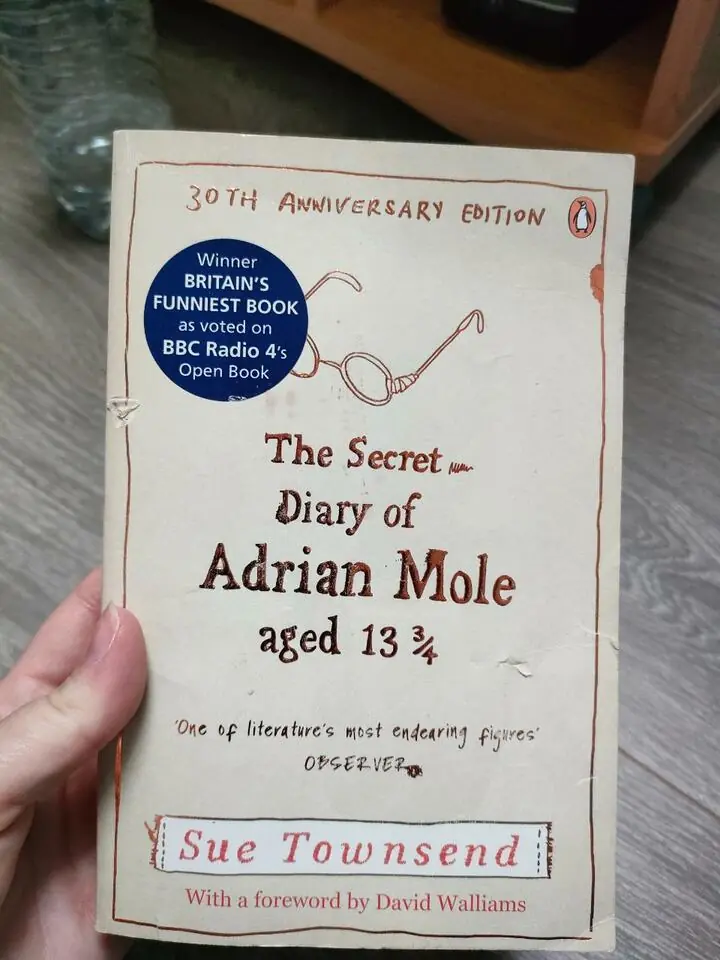 30TH ANNIVERSARY EDITION
Winner
BRITAIN'S
FUNNIEST BOOK
as voted on
BBC Radio 4's
Open Book
The Secret
Diary of
Adrian Mole
aged 13 ¾
'One of literature's most endearing figures'
OBSERVER
Sue Townsend
With a foreword by David Walliams